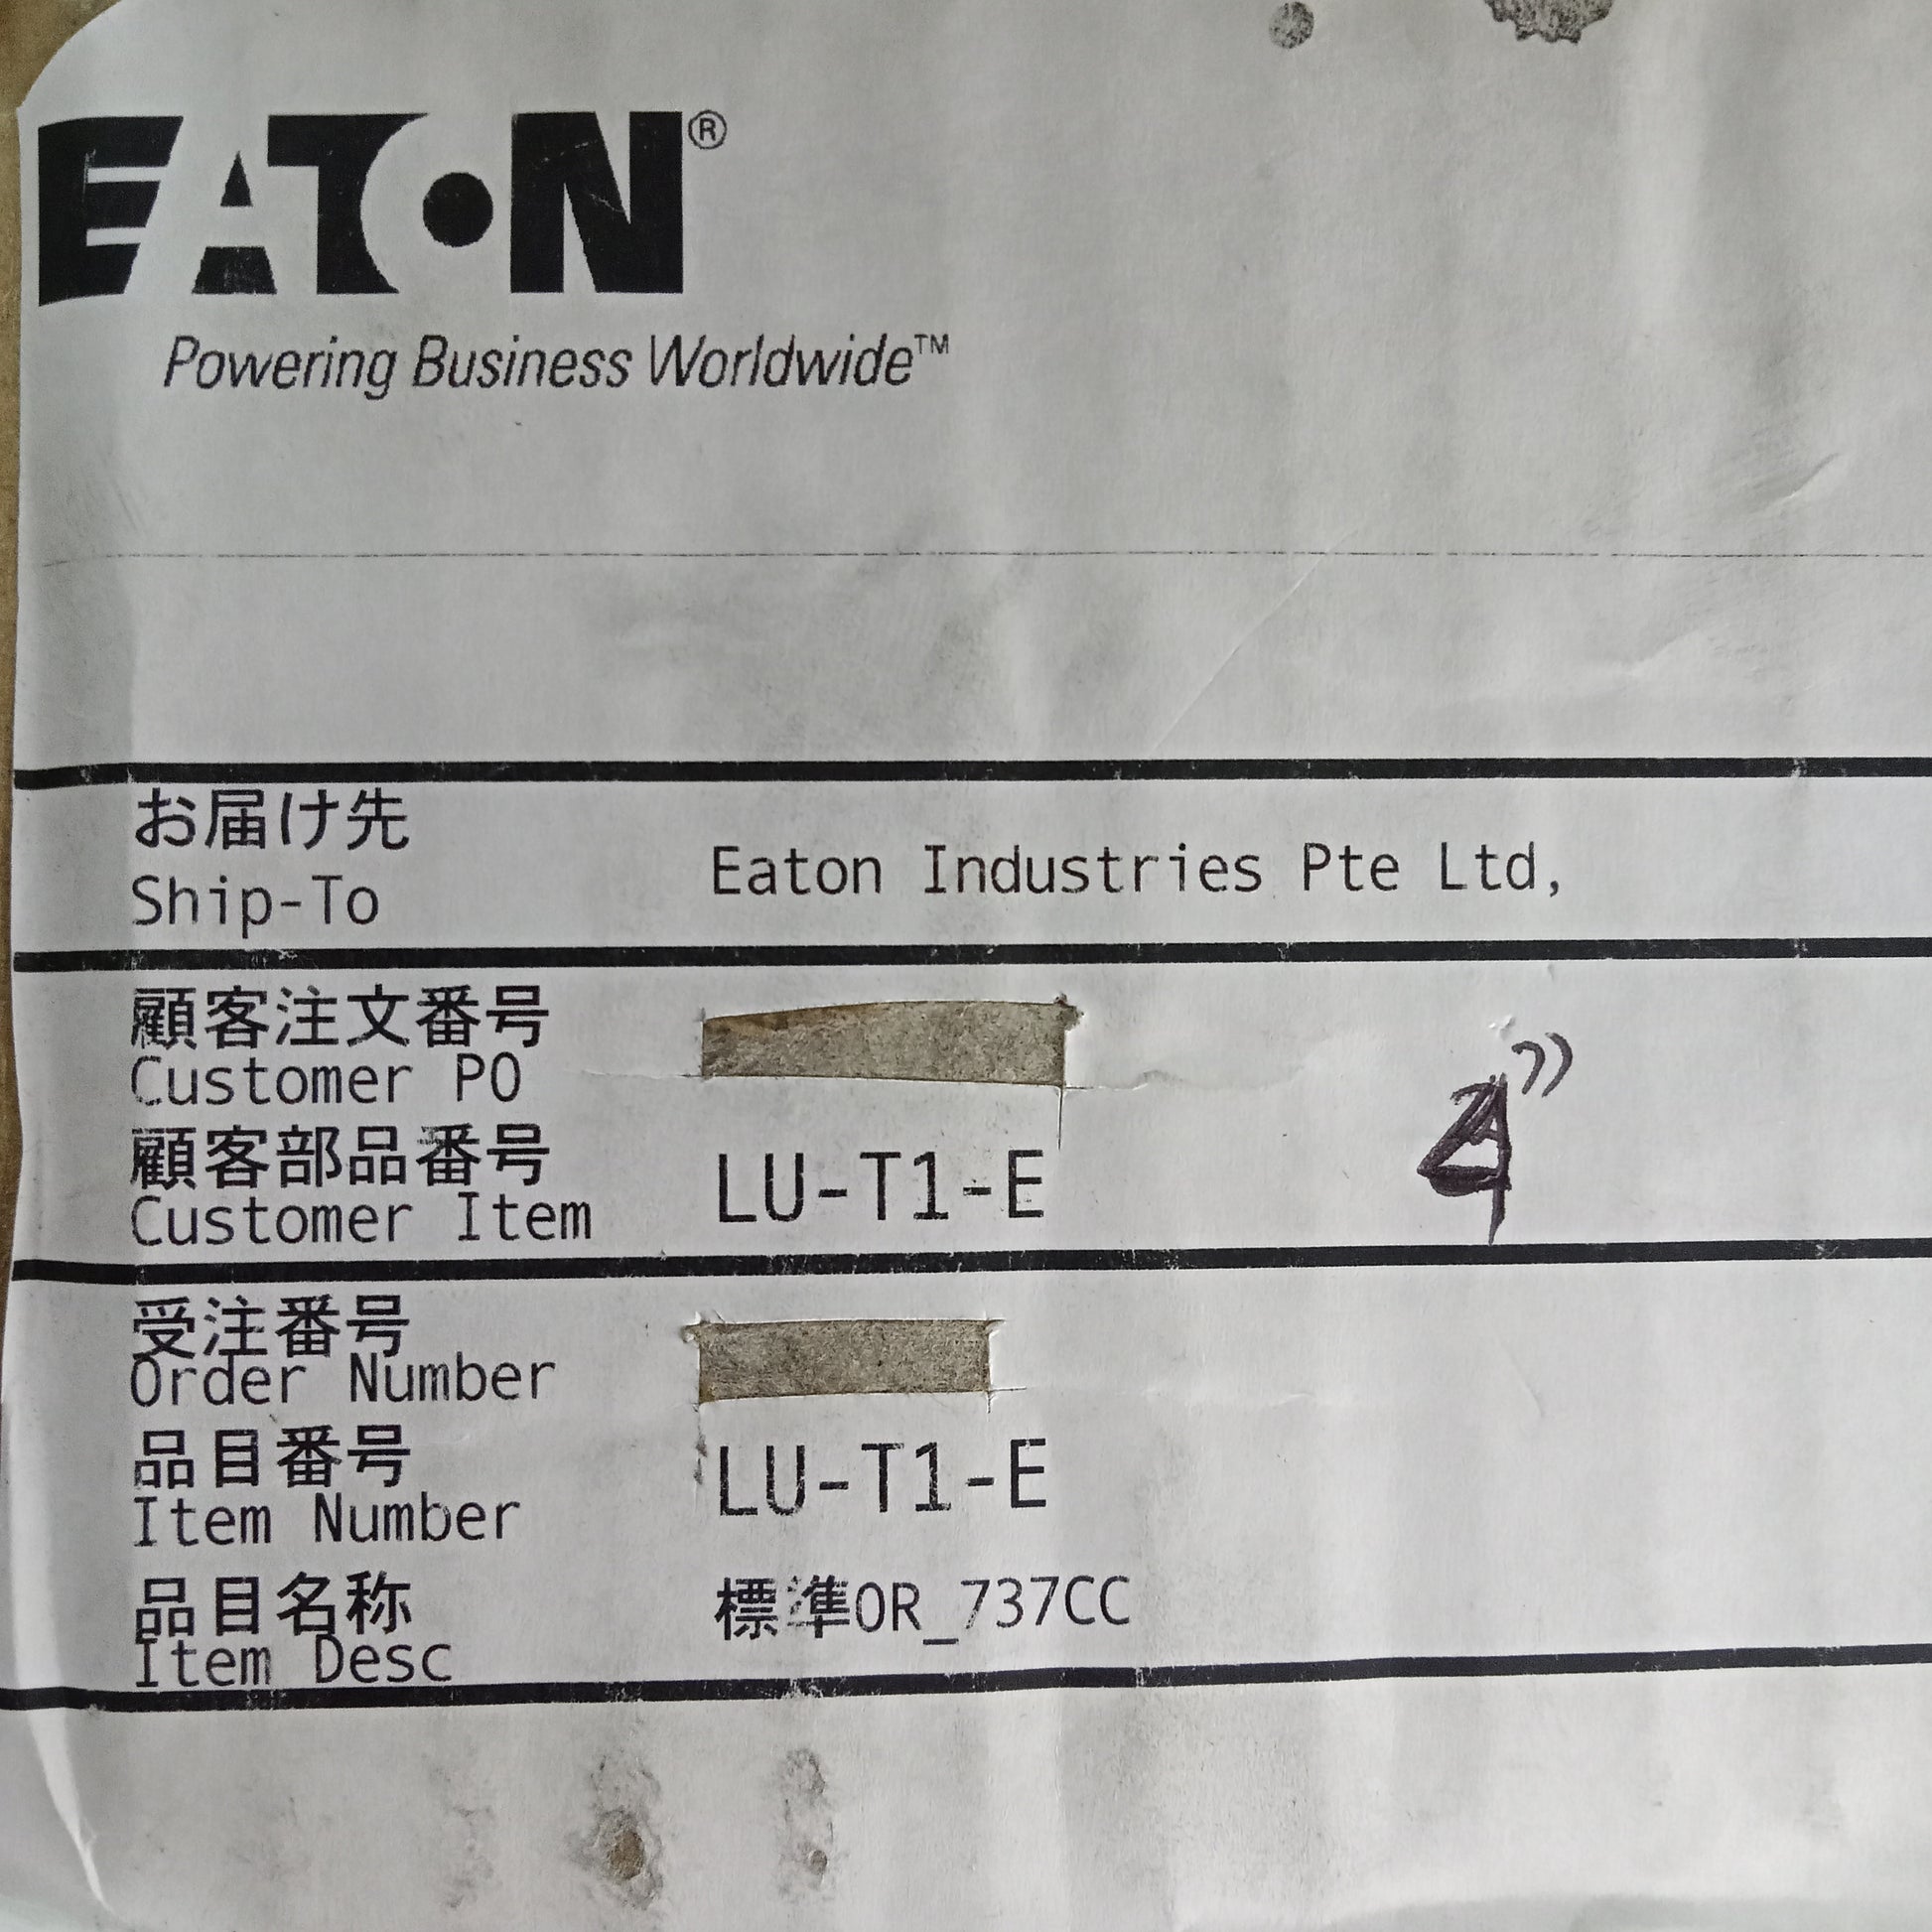 EATON®
Powering Business Worldwide™
お届け先
Ship-To
Eaton Industries Pte Ltd,
顧客注文番号
Customer PO
顧客部品番号
Customer Item
LU-T1-E
4"
受注番号
Order Number
品目番号
Item Number
LU-T1-E
品目名称
Item Desc
標準OR_737CC